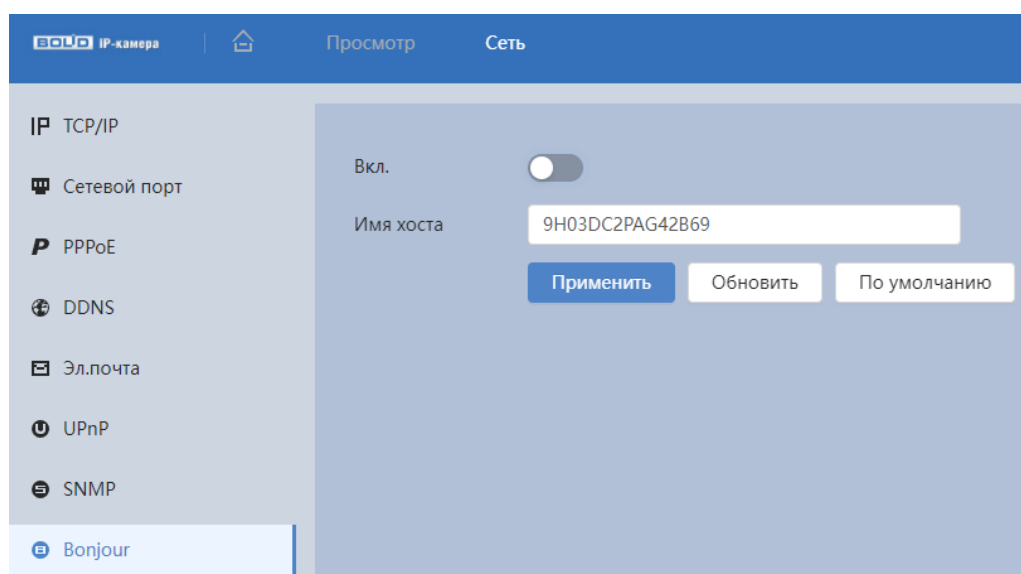 BOLID IP-камера Просмотр Сеть
TCP/IP
Сетевой порт
PPPoE
DDNS
Эл.почта
UPnP
SNMP
Bonjour
Вкл.
Имя хоста 9H03DC2PAG42B69
Применить Обновить По умолчанию